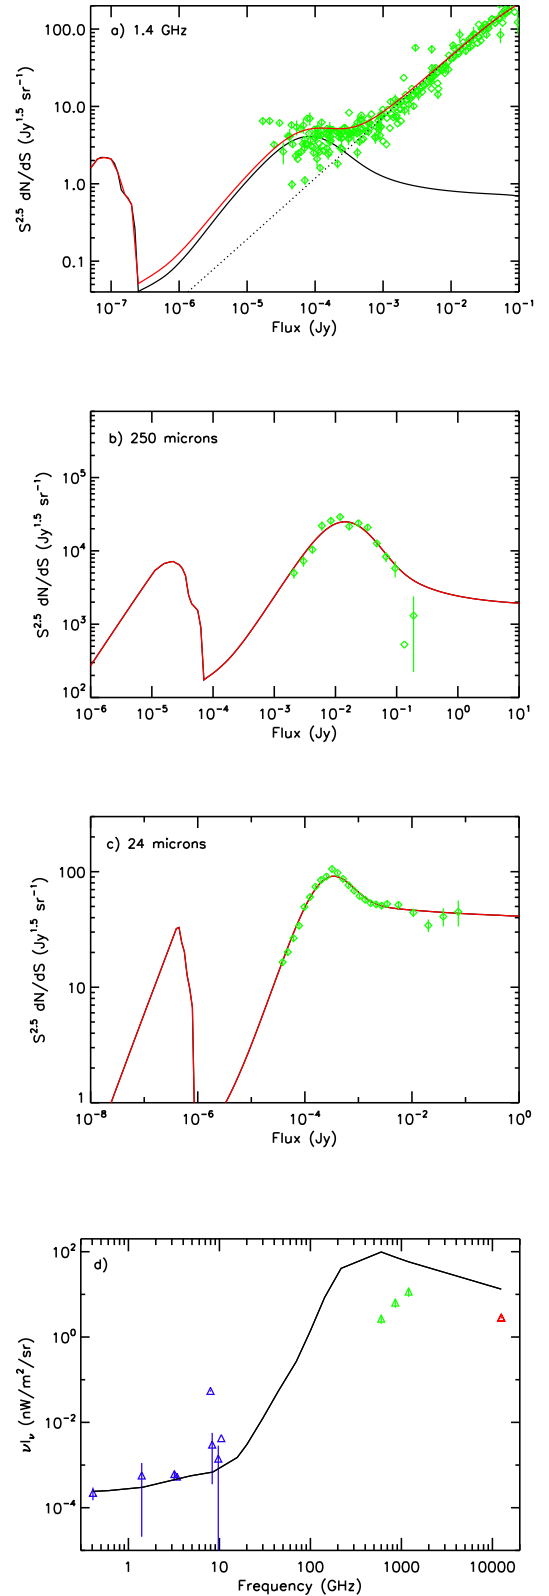 a) 1.4 GHz
S^2.5 dN/dS (Jy^1.5 sr^-1)
100.0
10.0
1.0
0.1
10^-7 10^-6 10^-5 10^-4 10^-3 10^-2 10^-1
Flux (Jy)
b) 250 microns
S^2.5 dN/dS (Jy^1.5 sr^-1)
10^5
10^4
10^3
10^2
10^-6 10^-5 10^-4 10^-3 10^-2 10^-1 10^0 10^1
Flux (Jy)
c) 24 microns
S^2.5 dN/dS (Jy^1.5 sr^-1)
100
10
1
10^-8 10^-6 10^-4 10^-2 10^0
Flux (Jy)
d)
νI_ν (nW/m^2/sr)
10^2
10^0
10^-2
10^-4
1 10 100 1000 10000
Frequency (GHz)